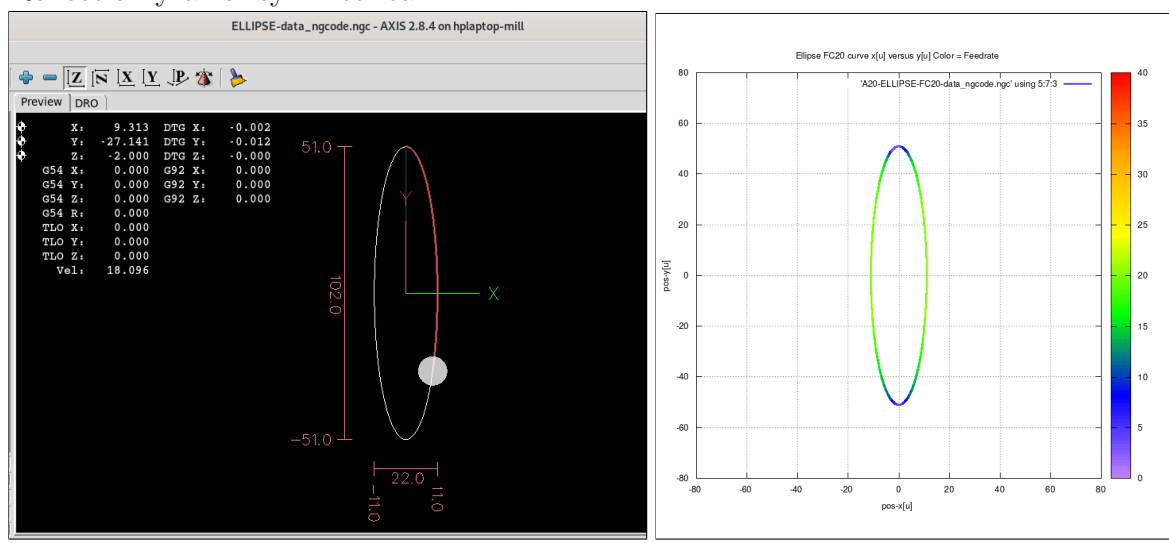 ELLIPSE-data_ngcode.ngc - AXIS 2.8.4 on hplaptop-mill
Z N X Y P
Preview DRO
X: 9.313 DTG X: -0.002
Y: -27.141 DTG Y: -0.012
Z: -2.000 DTG Z: -0.000
G54 X: 0.000 G92 X: 0.000
G54 Y: 0.000 G92 Y: 0.000
G54 Z: 0.000 G92 Z: 0.000
G54 R: 0.000
TLO X: 0.000
TLO Y: 0.000
TLO Z: 0.000
Vel: 18.096
51.0
Y
X
102.0
-51.0
22.0
-11.0
11.0
Ellipse FC20 curve x[u] versus y[u] Color = Feedrate
'A20-ELLIPSE-FC20-data_ngcode.ngc' using 5:7:3
80
60
40
20
0
-20
-40
-60
-80
pos-y[u]
-80 -60 -40 -20 0 20 40 60 80
pos-x[u]
40
35
30
25
20
15
10
5
0